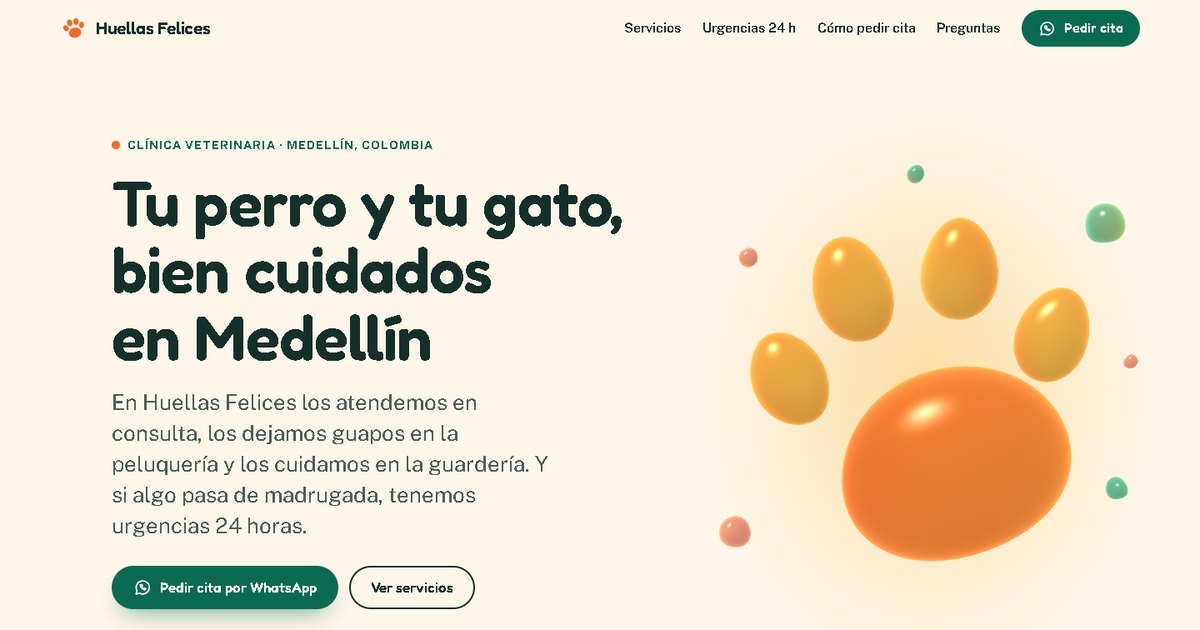 Huellas Felices
Servicios
Urgencias 24 h
Cómo pedir cita
Preguntas
Pedir cita
CLÍNICA VETERINARIA · MEDELLÍN, COLOMBIA
Tu perro y tu gato,
bien cuidados
en Medellín
En Huellas Felices los atendemos en
consulta, los dejamos guapos en la
peluquería y los cuidamos en la guardería. Y
si algo pasa de madrugada, tenemos
urgencias 24 horas.
Pedir cita por WhatsApp
Ver servicios